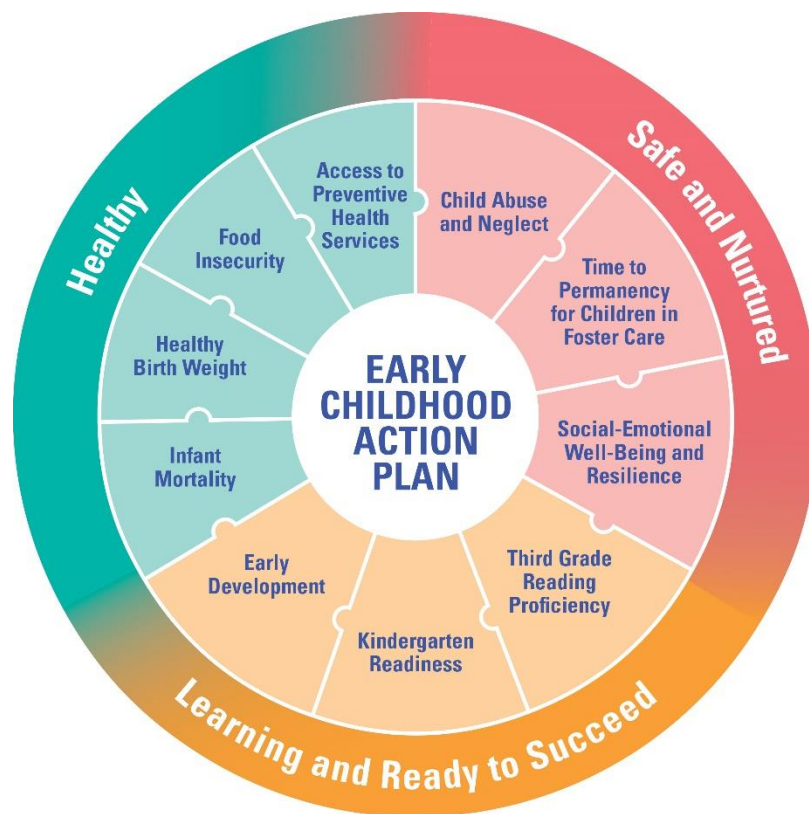 Healthy
Safe and Nurtured
Learning and Ready to Succeed
EARLY
CHILDHOOD
ACTION
PLAN
Access to
Preventive
Health
Services
Child Abuse
and Neglect
Time to
Permanency
for Children in
Foster Care
Social-Emotional
Well-Being and
Resilience
Third Grade
Reading
Proficiency
Kindergarten
Readiness
Early
Development
Infant
Mortality
Healthy
Birth Weight
Food
Insecurity